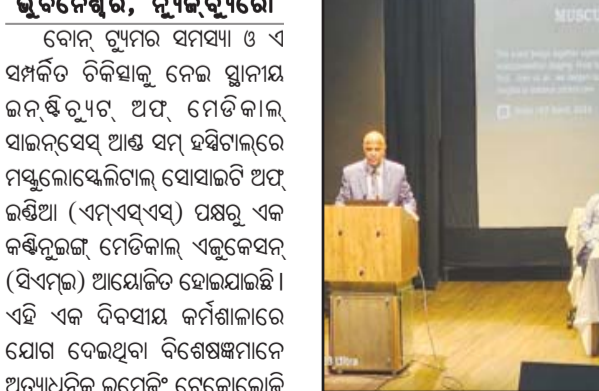 ଭୁବନେଶ୍ୱର, ନ୍ୟୁଜ୍‌ବ୍ୟୁରୋ
ବୋନ୍ ଟ୍ୟୁମର ସମସ୍ୟା ଓ ଏ
ସମ୍ପର୍କିତ ଚିକିତ୍ସାକୁ ନେଇ ସ୍ଥାନୀୟ
ଇନ୍‌ଷ୍ଟିଚ୍ୟୁଟ୍ ଅଫ୍ ମେଡିକାଲ୍
ସାଇନ୍‌ସେସ୍ ଆଣ୍ଡ ସମ୍ ହସ୍ପିଟାଲ୍‌ରେ
ମସ୍କୁଲୋସ୍କେଲିଟାଲ୍ ସୋସାଇଟି ଅଫ୍
ଇଣ୍ଡିଆ (ଏମ୍‌ଏସ୍‌ଏସ୍) ପକ୍ଷରୁ ଏକ
କଣ୍ଟିନୁଇଙ୍ଗ୍ ମେଡିକାଲ୍ ଏଜୁକେସନ୍
(ସିଏମ୍‌ଇ) ଆୟୋଜିତ ହୋଇଯାଇଛି।
ଏହି ଏକ ଦିବସୀୟ କର୍ମଶାଳାରେ
ଯୋଗ ଦେଇଥିବା ବିଶେଷଜ୍ଞମାନେ
ଅତ୍ୟାଧୁନିକ ଇମେଜିଂ ଟେକ୍ନୋଲୋଜି
MUSCU